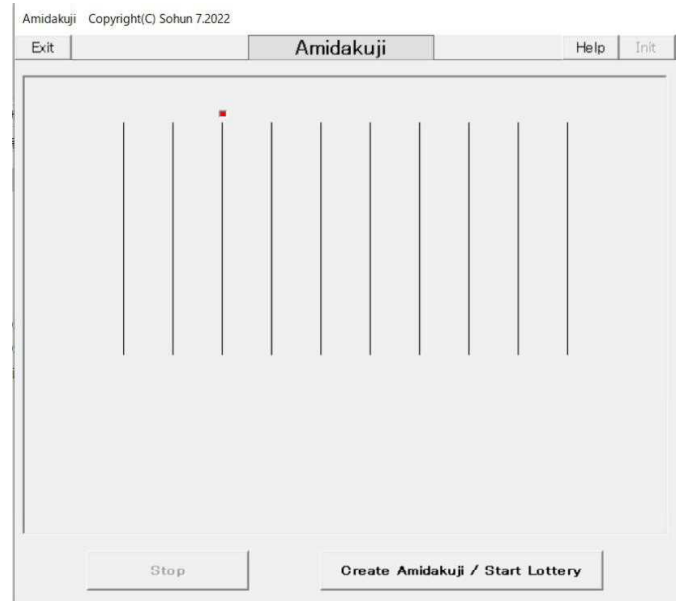 Amidakuji Copyright(C) Sohun 7.2022
Exit Amidakuji Help Init
Stop Create Amidakuji / Start Lottery